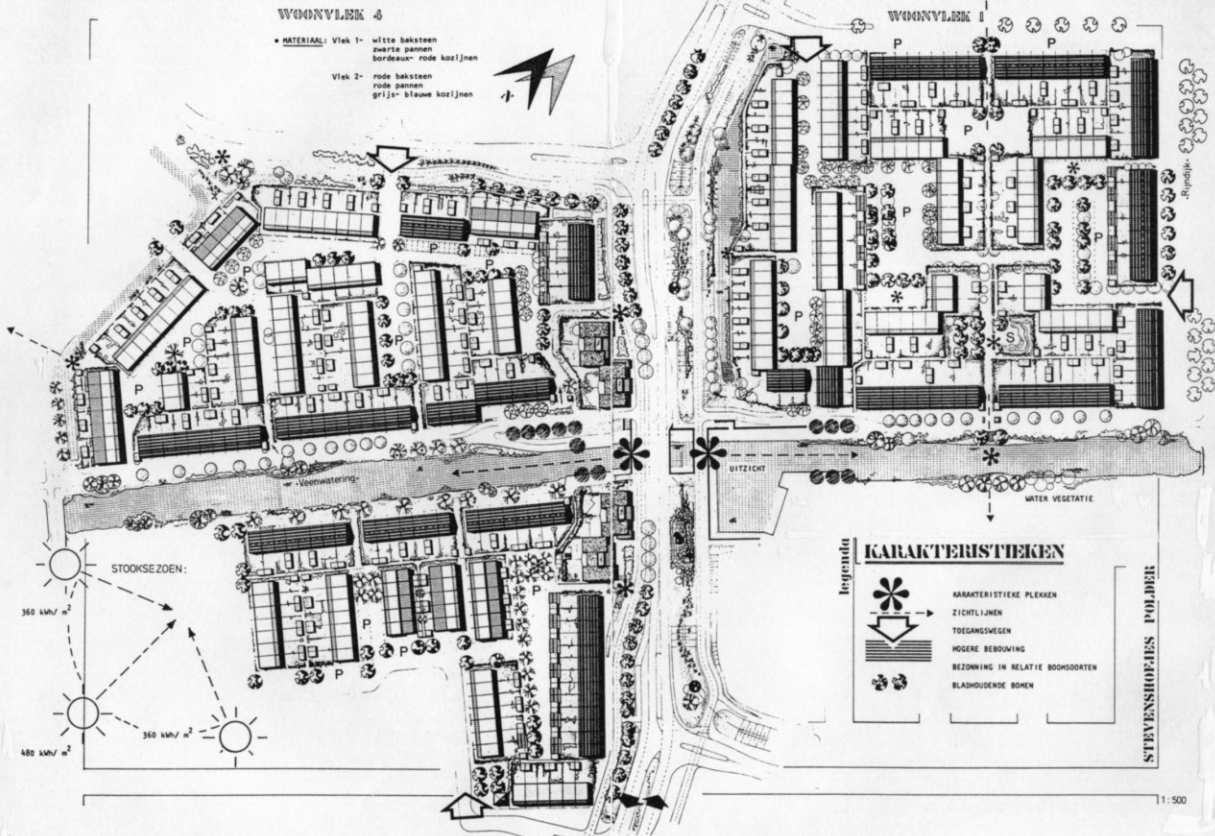 WOONVLEK 4
• MATERIAAL: Vlek 1- witte baksteen
zwarte pannen
bordeaux- rode kozijnen
Vlek 2- rode baksteen
rode pannen
grijs- blauwe kozijnen
WOONVLEK 1
P
P
P
P
P
P
S
-Rijndijk-
P
P
P
P
P
P
-Veenwatering-
UITZICHT
WATER VEGETATIE
P
P
P
P
STOOKSEIZOEN:
360 kWh/ m²
480 kWh/ m²
360 kWh/ m²
legenda
KARAKTERISTIEKEN
KARAKTERISTIEKE PLEKKEN
ZICHTLIJNEN
TOEGANGSWEGEN
HOGERE BEBOUWING
BEZONNING IN RELATIE BOOMSOORTEN
BLADHOUDENDE BOMEN
STEVENSHOFJES POLDER
1:500